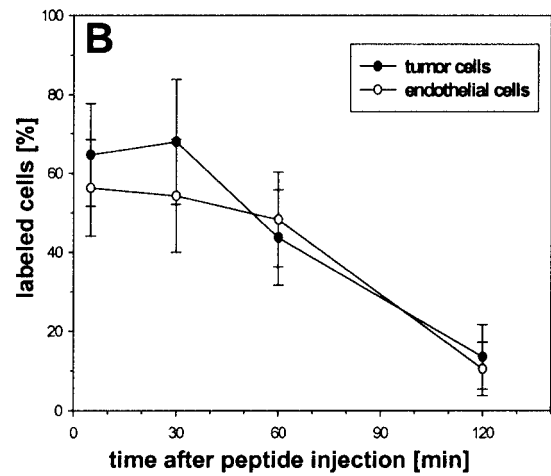 B
tumor cells
endothelial cells
labeled cells [%]
100
80
60
40
20
0
0 30 60 90 120
time after peptide injection [min]